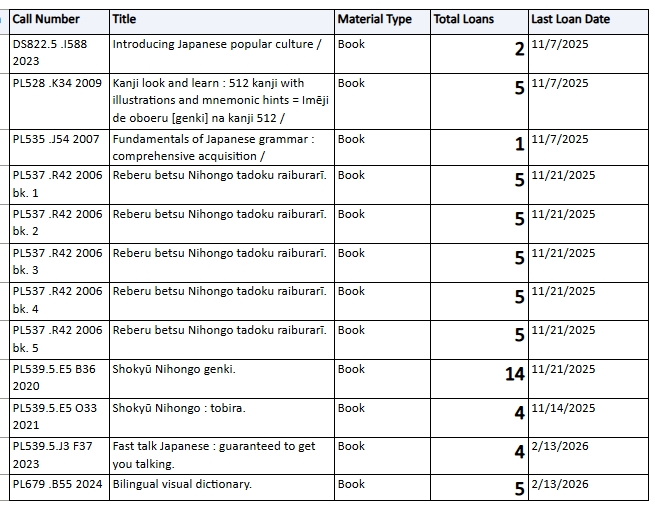 Call Number Title Material Type Total Loans Last Loan Date
DS822.5 .I588 Introducing Japanese popular culture / Book 2 11/7/2025
2023
PL528 .K34 2009 Kanji look and learn : 512 kanji with Book 5 11/7/2025
illustrations and mnemonic hints = Imēji
de oboeru [genki] na kanji 512 /
PL535 .J54 2007 Fundamentals of Japanese grammar : Book 1 11/7/2025
comprehensive acquisition /
PL537 .R42 2006 Reberu betsu Nihongo tadoku raiburarī. Book 5 11/21/2025
bk. 1
PL537 .R42 2006 Reberu betsu Nihongo tadoku raiburarī. Book 5 11/21/2025
bk. 2
PL537 .R42 2006 Reberu betsu Nihongo tadoku raiburarī. Book 5 11/21/2025
bk. 3
PL537 .R42 2006 Reberu betsu Nihongo tadoku raiburarī. Book 5 11/21/2025
bk. 4
PL537 .R42 2006 Reberu betsu Nihongo tadoku raiburarī. Book 5 11/21/2025
bk. 5
PL539.5.E5 B36 Shokyū Nihongo genki. Book 14 11/21/2025
2020
PL539.5.E5 O33 Shokyū Nihongo : tobira. Book 4 11/14/2025
2021
PL539.5.J3 F37 Fast talk Japanese : guaranteed to get Book 4 2/13/2026
2023 you talking.
PL679 .B55 2024 Bilingual visual dictionary. Book 5 2/13/2026